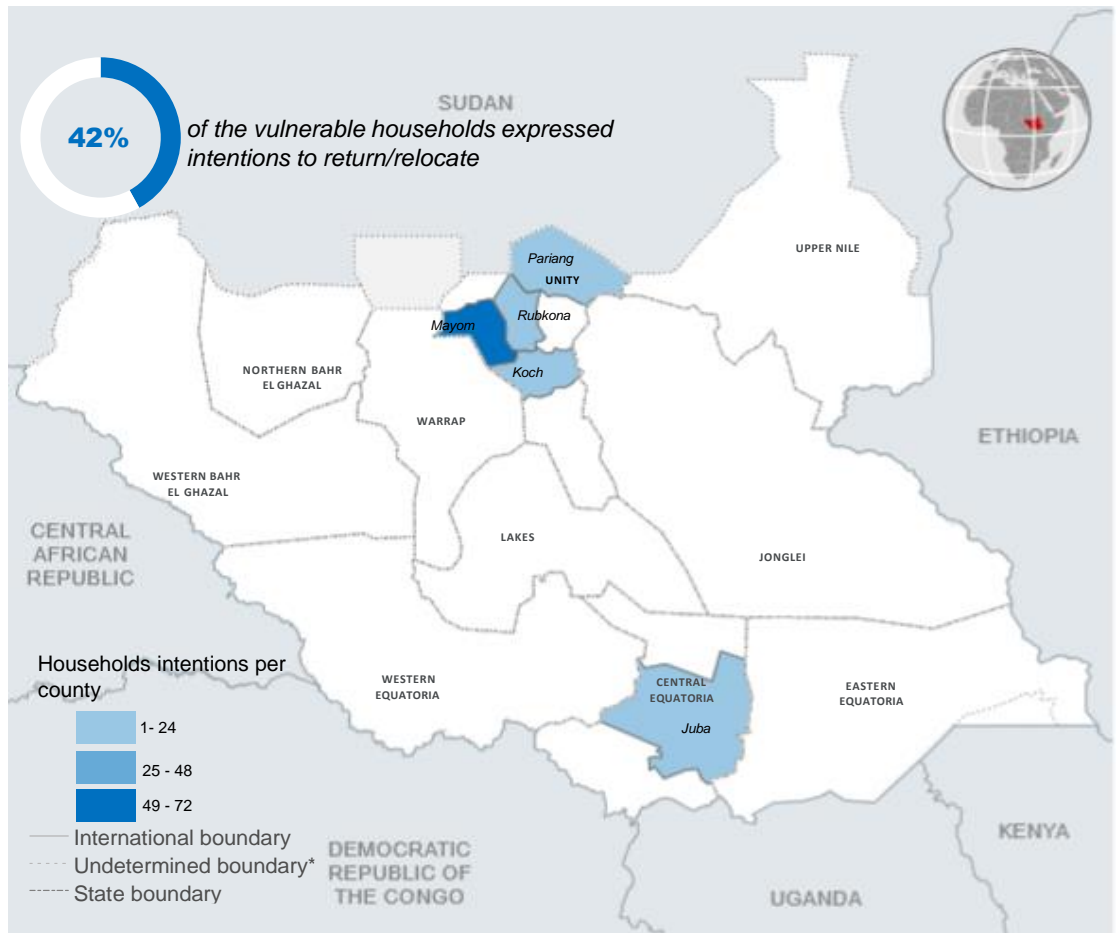 SUDAN
42%
of the vulnerable households expressed
intentions to return/relocate
UPPER NILE
Pariang
UNITY
Mayom
Rubkona
Koch
NORTHERN BAHR
EL GHAZAL
WARRAP
ETHIOPIA
WESTERN BAHR
EL GHAZAL
CENTRAL
AFRICAN
REPUBLIC
LAKES
JONGLEI
WESTERN
EQUATORIA
CENTRAL
EQUATORIA
Juba
EASTERN
EQUATORIA
Households intentions per
county
1- 24
25 - 48
49 - 72
International boundary
Undetermined boundary*
State boundary
DEMOCRATIC
REPUBLIC OF
THE CONGO
UGANDA
KENYA